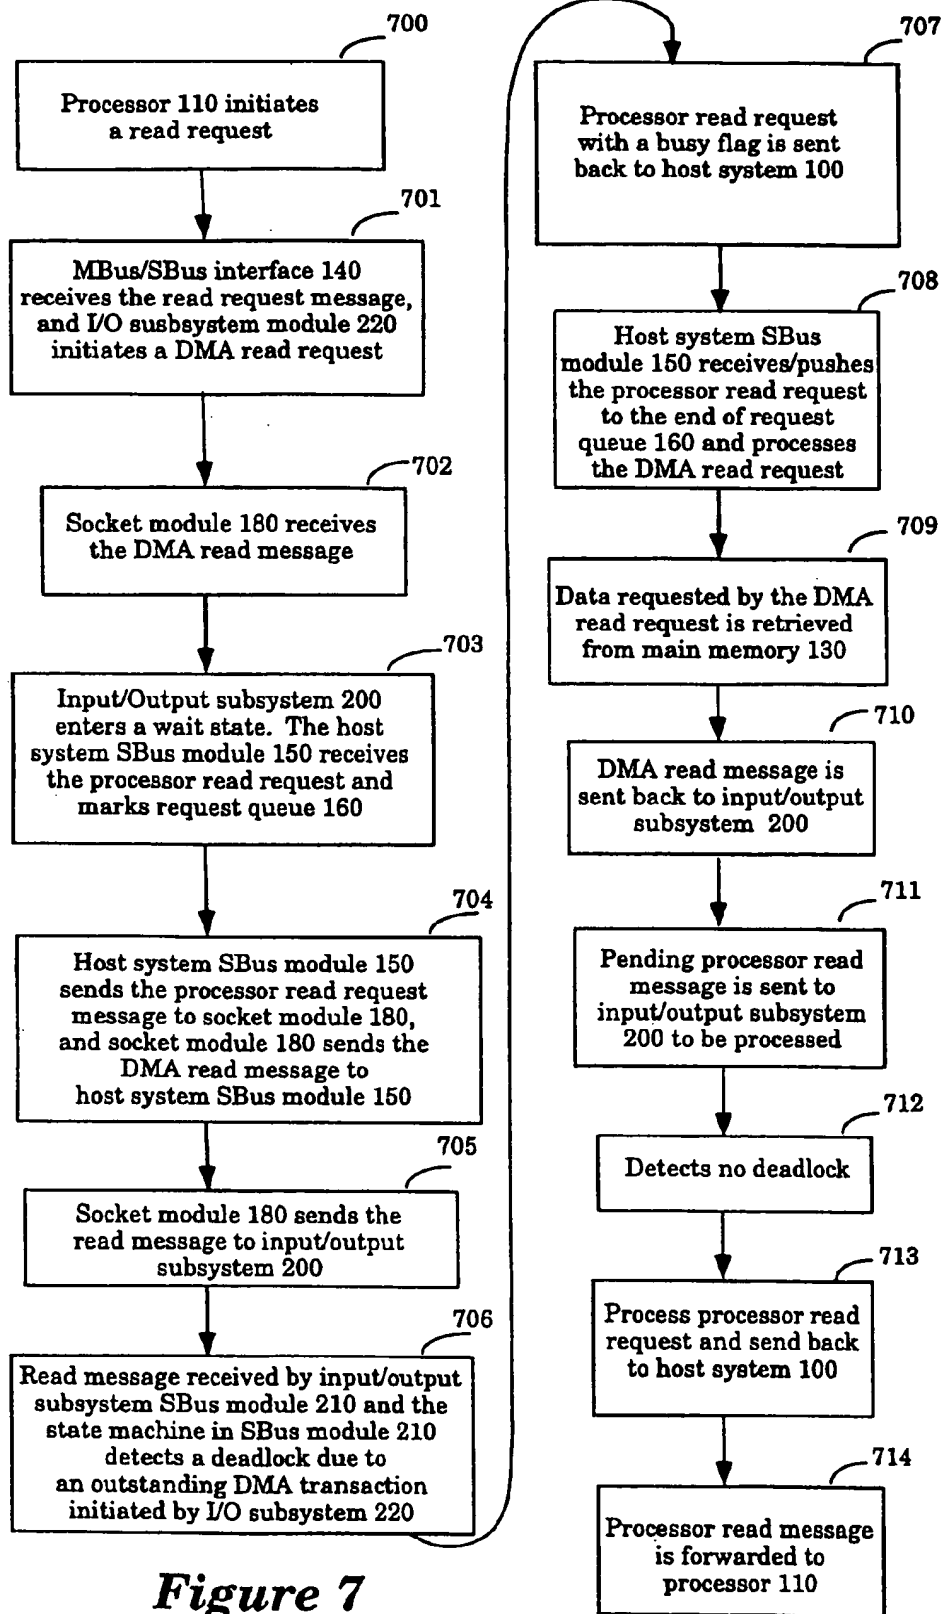 700
Processor 110 initiates
a read request
701
MBus/SBus interface 140
receives the read request message,
and I/O susbsystem module 220
initiates a DMA read request
702
Socket module 180 receives
the DMA read message
703
Input/Output subsystem 200
enters a wait state. The host
system SBus module 150 receives
the processor read request and
marks request queue 160
704
Host system SBus module 150
sends the processor read request
message to socket module 180,
and socket module 180 sends the
DMA read message to
host system SBus module 150
705
Socket module 180 sends the
read message to input/output
subsystem 200
706
Read message received by input/output
subsystem SBus module 210 and the
state machine in SBus module 210
detects a deadlock due to
an outstanding DMA transaction
initiated by I/O subsystem 220
707
Processor read request
with a busy flag is sent
back to host system 100
708
Host system SBus
module 150 receives/pushes
the processor read request
to the end of request
queue 160 and processes
the DMA read request
709
Data requested by the DMA
read request is retrieved
from main memory 130
710
DMA read message is
sent back to input/output
subsystem 200
711
Pending processor read
message is sent to
input/output subsystem
200 to be processed
712
Detects no deadlock
713
Process processor read
request and send back
to host system 100
714
Processor read message
is forwarded to
processor 110
Figure 7